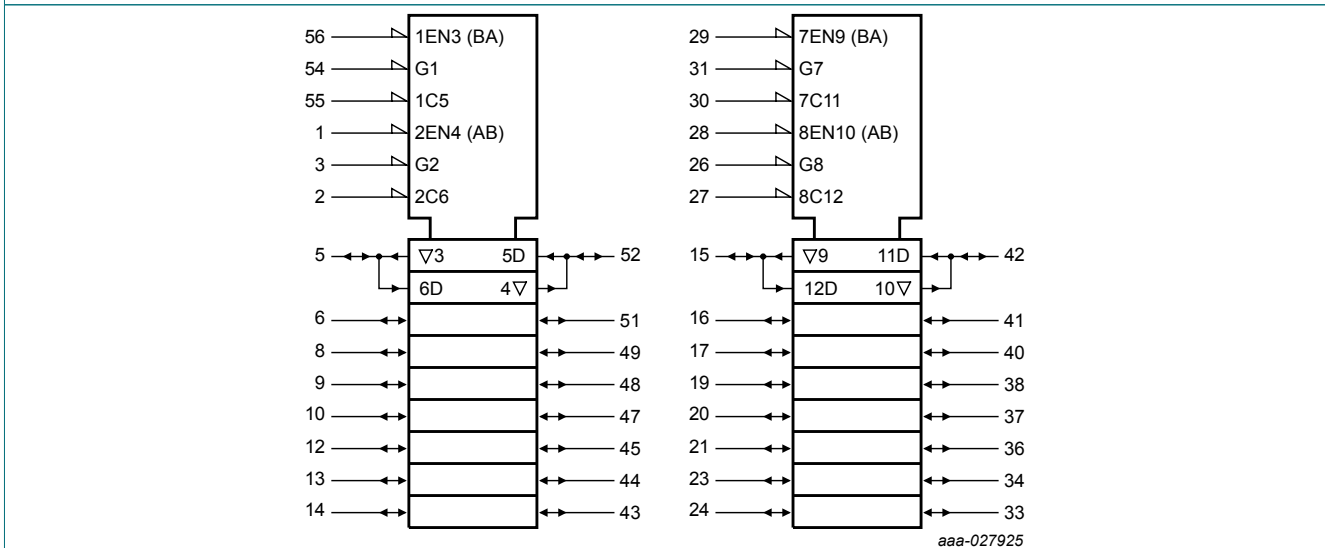 56 1EN3 (BA) 29 7EN9 (BA)
54 G1 31 G7
55 1C5 30 7C11
1 2EN4 (AB) 28 8EN10 (AB)
3 G2 26 G8
2 2C6 27 8C12
5 ▽3 5D 52 15 ▽9 11D 42
6D 4▽ 12D 10▽
6 51 16 41
8 49 17 40
9 48 19 38
10 47 20 37
12 45 21 36
13 44 23 34
14 43 24 33
aaa-027925